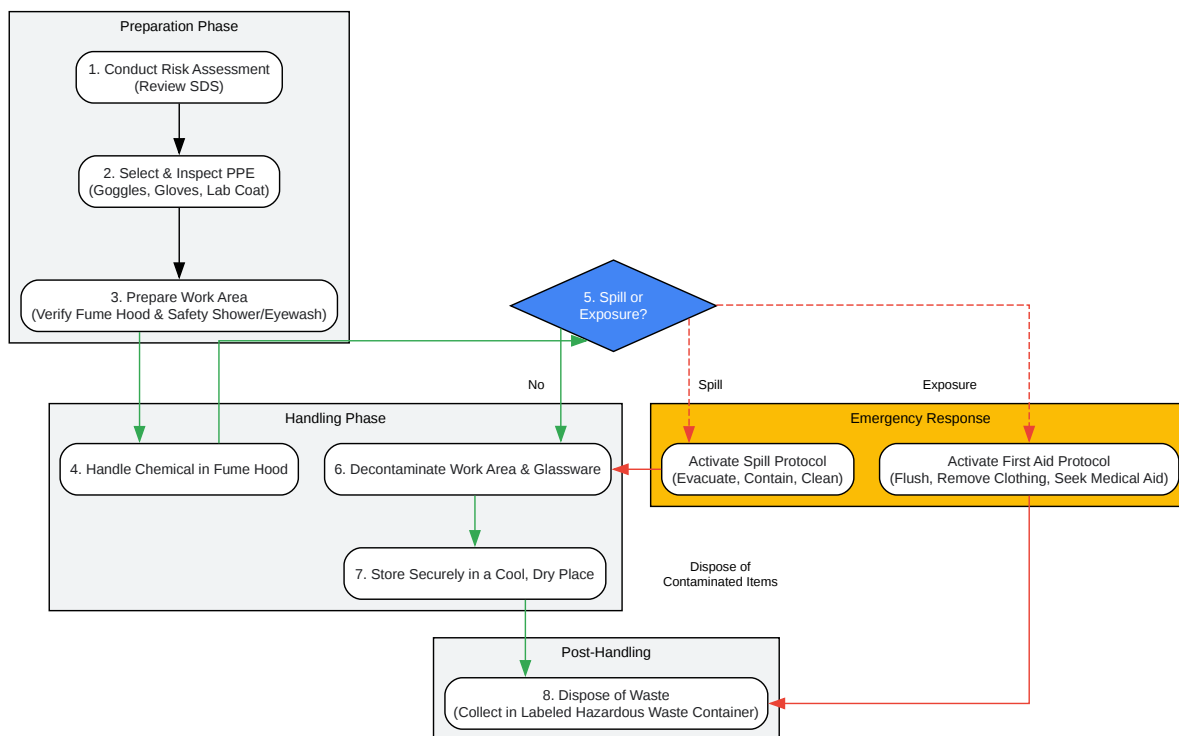 Preparation Phase
1. Conduct Risk Assessment
(Review SDS)
2. Select & Inspect PPE
(Goggles, Gloves, Lab Coat)
3. Prepare Work Area
(Verify Fume Hood & Safety Shower/Eyewash)
5. Spill or
Exposure?
No
Spill
Exposure
Handling Phase
4. Handle Chemical in Fume Hood
6. Decontaminate Work Area & Glassware
7. Store Securely in a Cool, Dry Place
Emergency Response
Activate Spill Protocol
(Evacuate, Contain, Clean)
Activate First Aid Protocol
(Flush, Remove Clothing, Seek Medical Aid)
Dispose of
Contaminated Items
Post-Handling
8. Dispose of Waste
(Collect in Labeled Hazardous Waste Container)